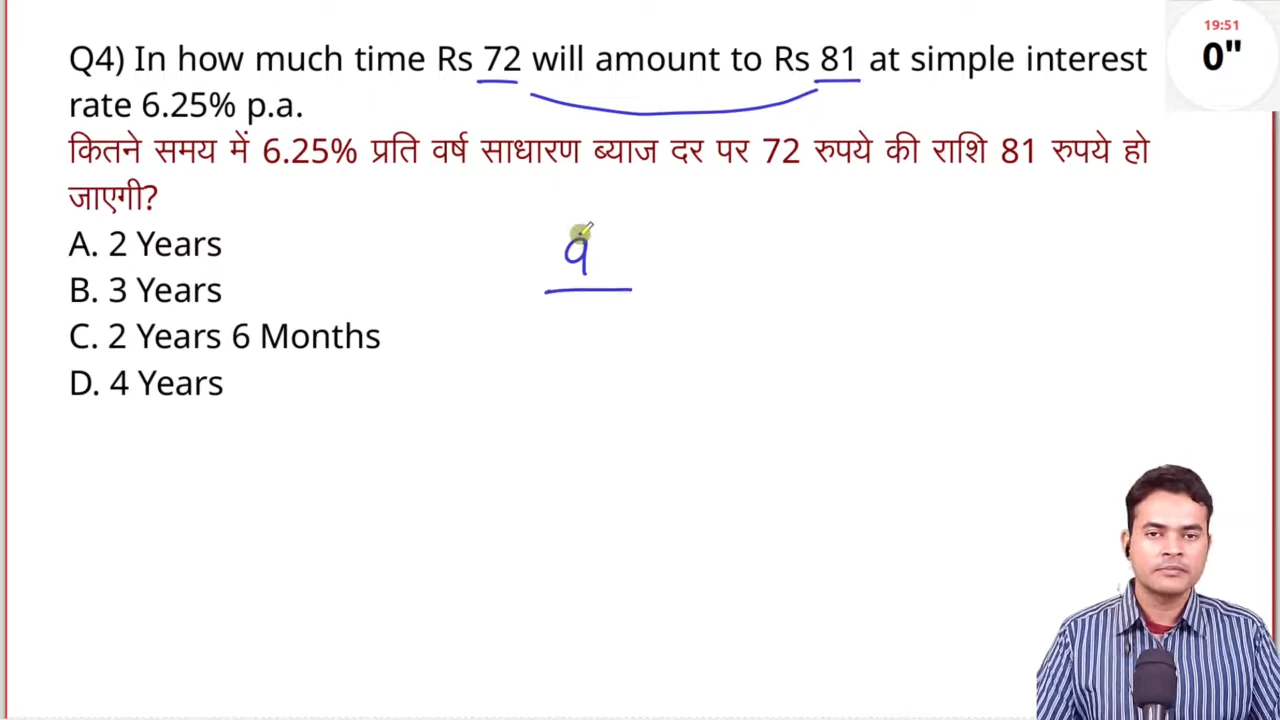 19:51
0"
Q4) In how much time Rs 72 will amount to Rs 81 at simple interest
rate 6.25% p.a.
कितने समय में 6.25% प्रति वर्ष साधारण ब्याज दर पर 72 रुपये की राशि 81 रुपये हो
जाएगी?
9
A. 2 Years
B. 3 Years
C. 2 Years 6 Months
D. 4 Years